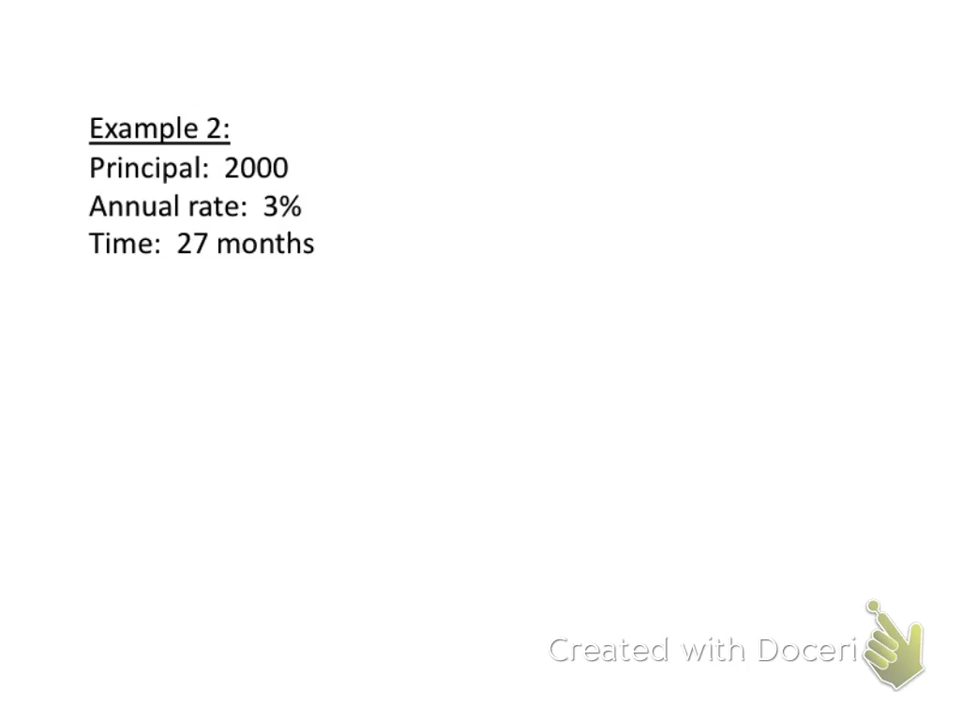 Example 2:
Principal:  2000
Annual rate:  3%
Time:  27 months
Created with Doceri